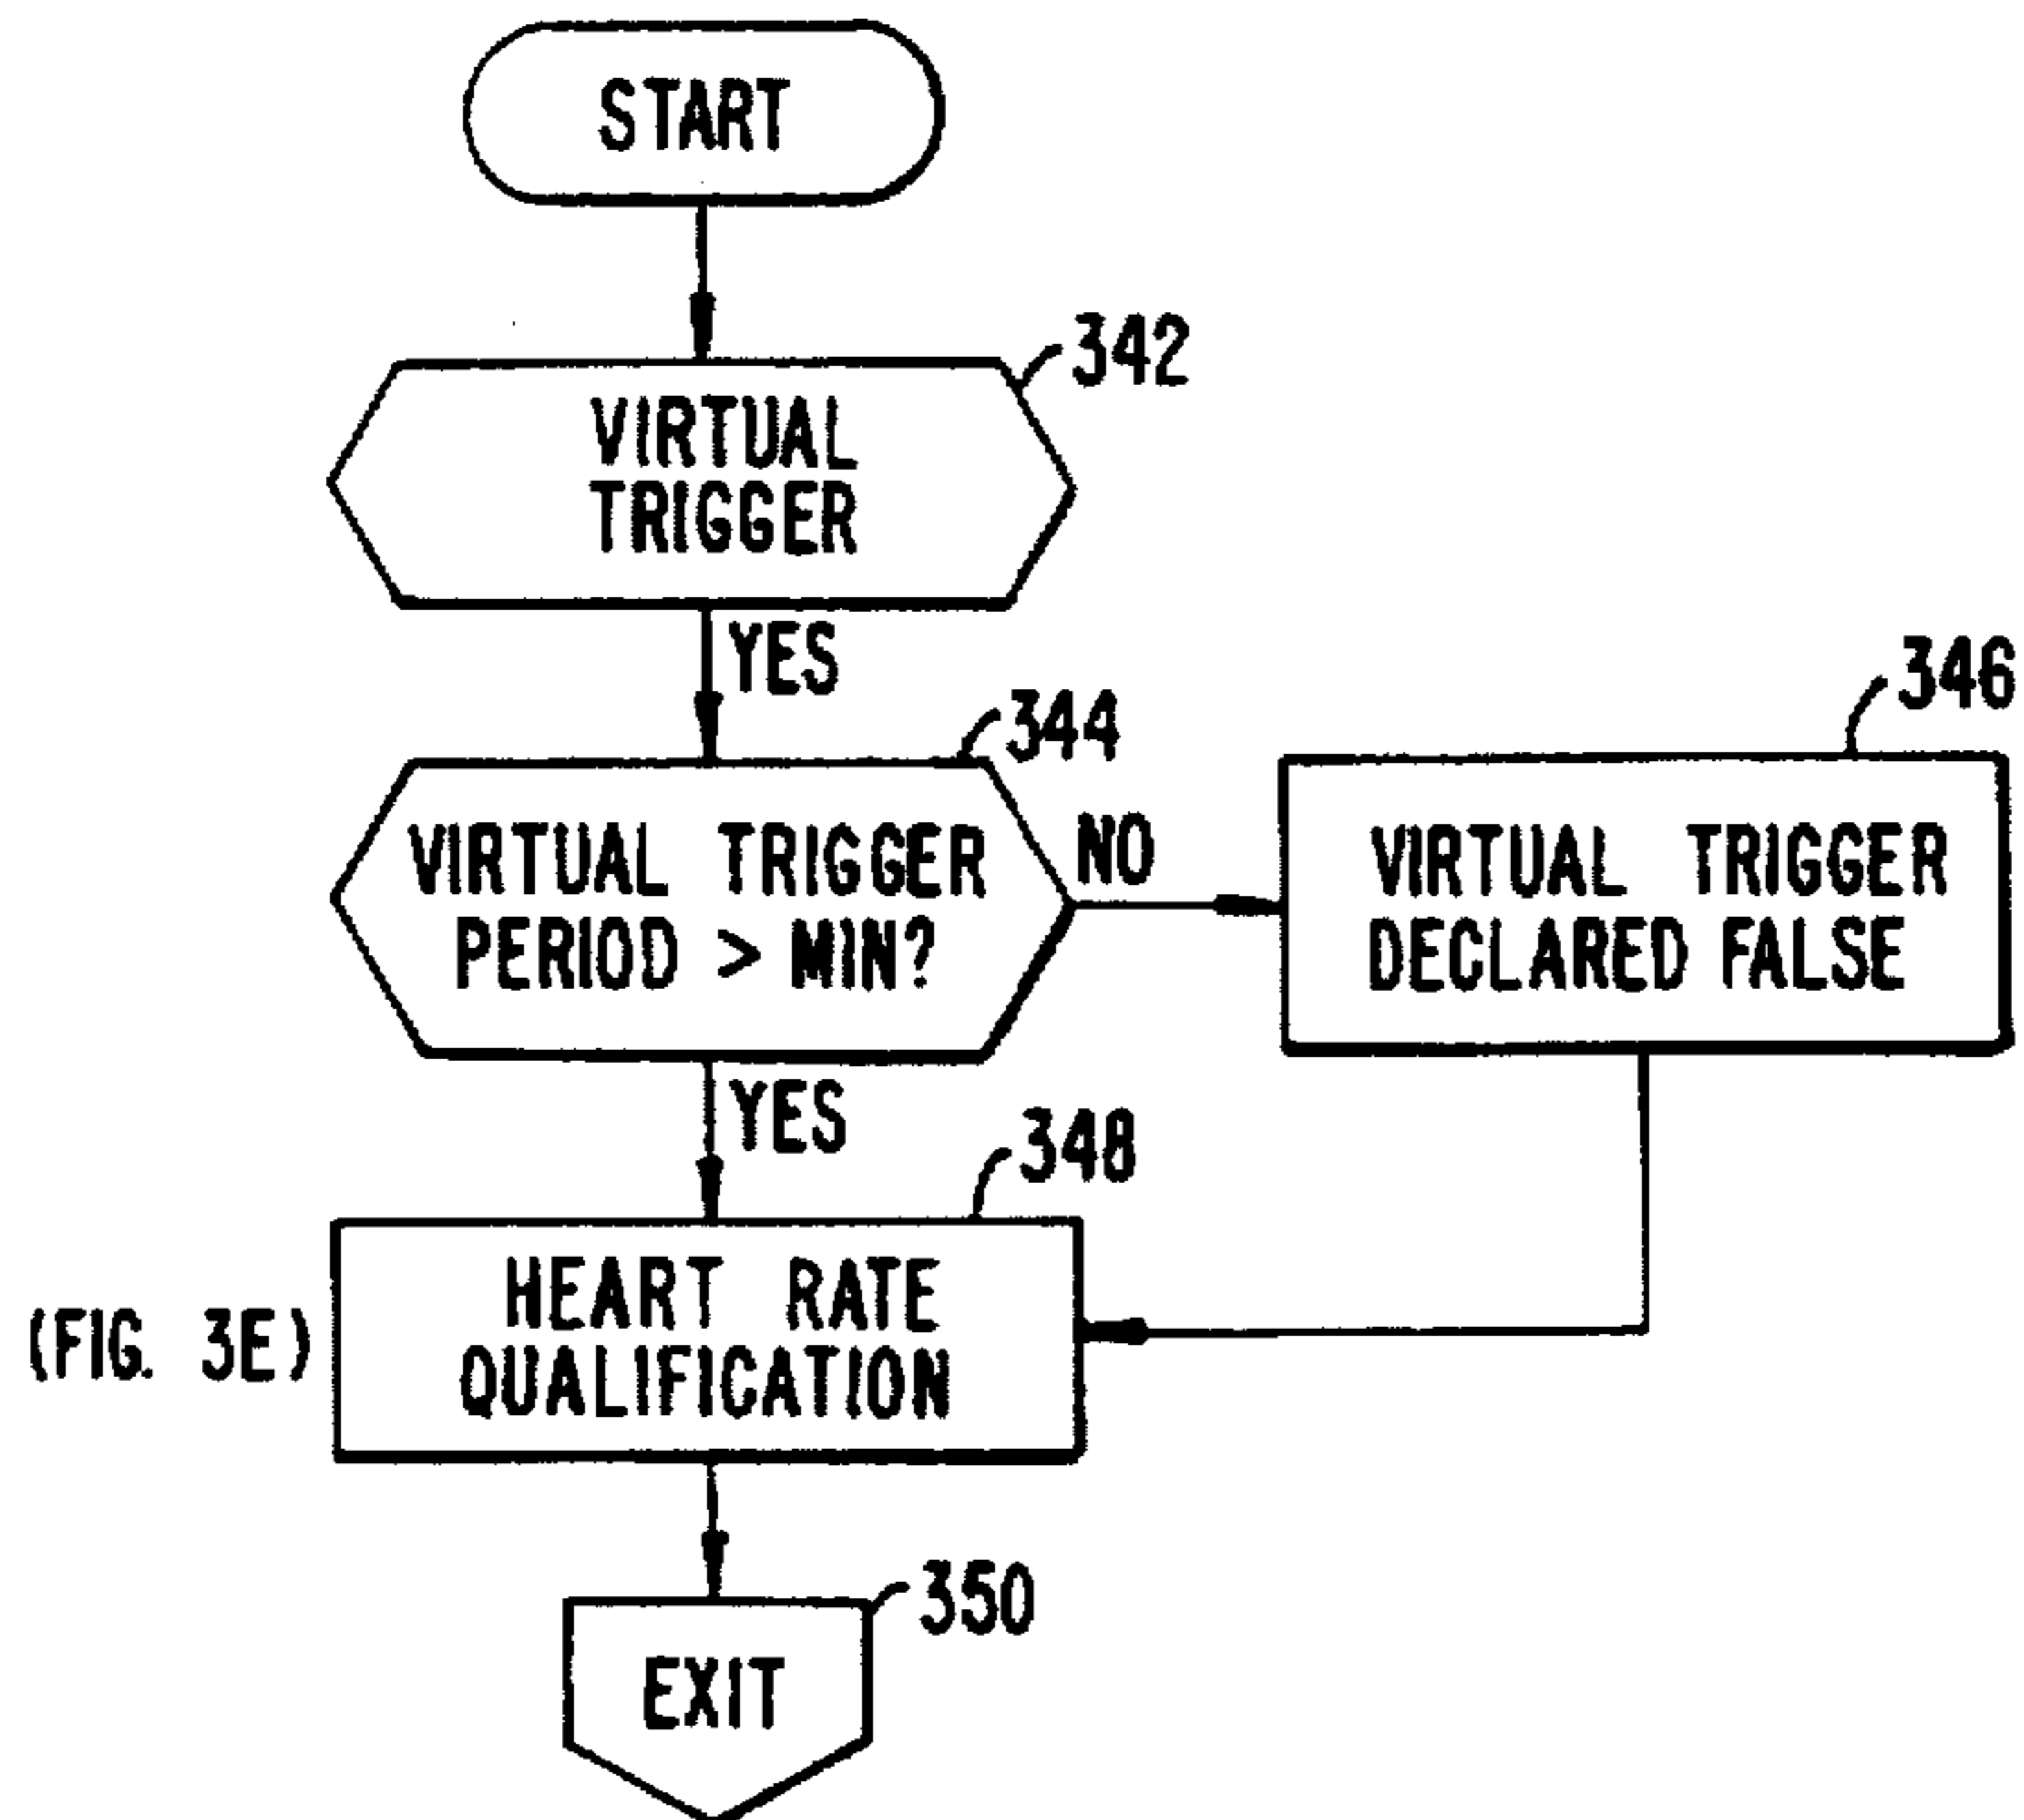 START
342
VIRTUAL
TRIGGER
YES
344
VIRTUAL TRIGGER
PERIOD > MIN?
NO
346
VIRTUAL TRIGGER
DECLARED FALSE
YES
348
(FIG. 3E)
HEART RATE
QUALIFICATION
350
EXIT